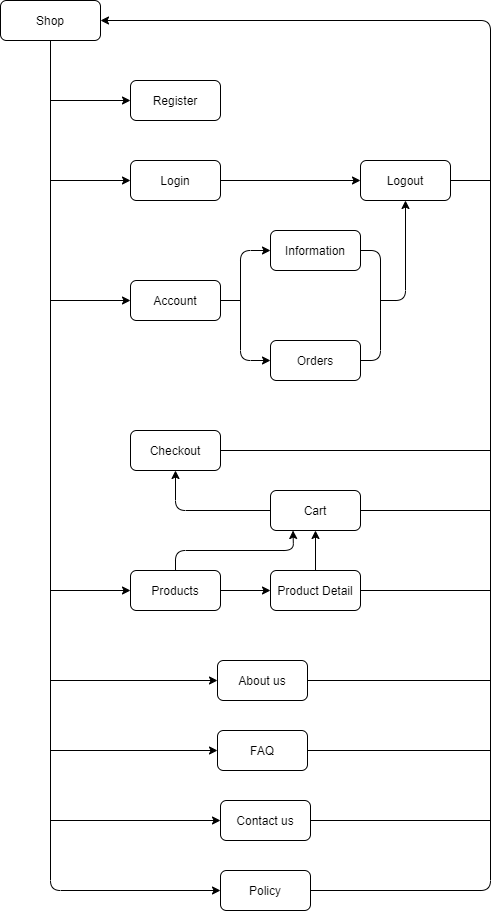 Shop
Register
Login
Logout
Information
Account
Orders
Checkout
Cart
Products
Product Detail
About us
FAQ
Contact us
Policy